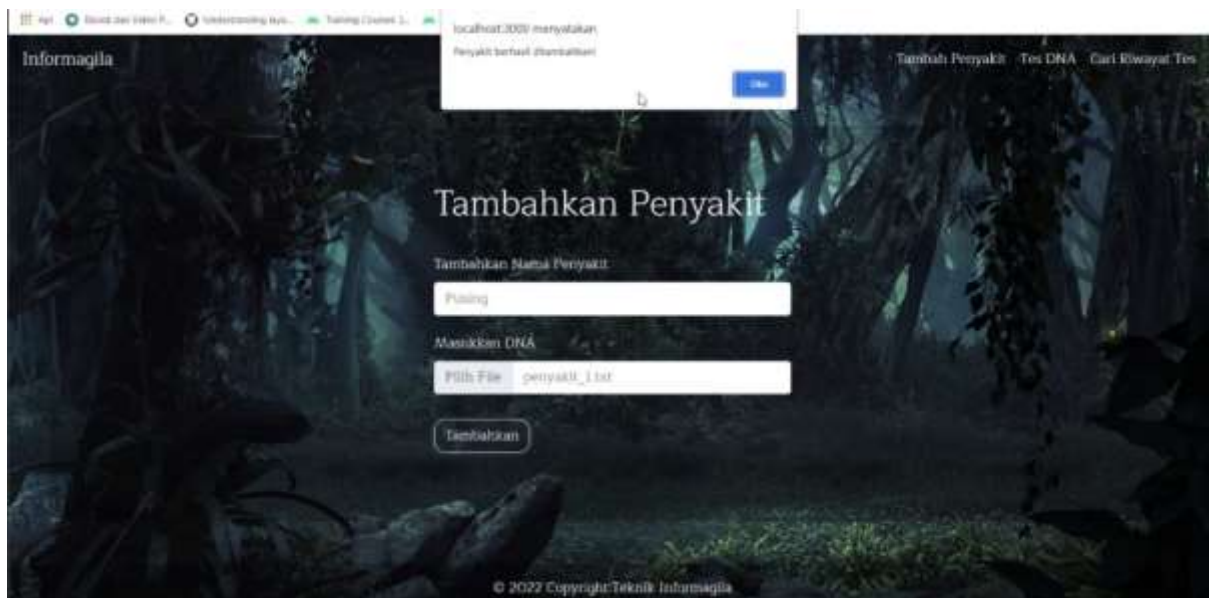 localhost:3000 menyatakan
Penyakit berhasil ditambahkan!
Oke
Informagila
Tambah Penyakit Tes DNA Cari Riwayat Tes
Tambahkan Penyakit
Tambahkan Nama Penyakit
Pusing
Masukkan DNA
Pilih File penyakit_1.txt
Tambahkan
© 2022 Copyright:Teknik Informagila